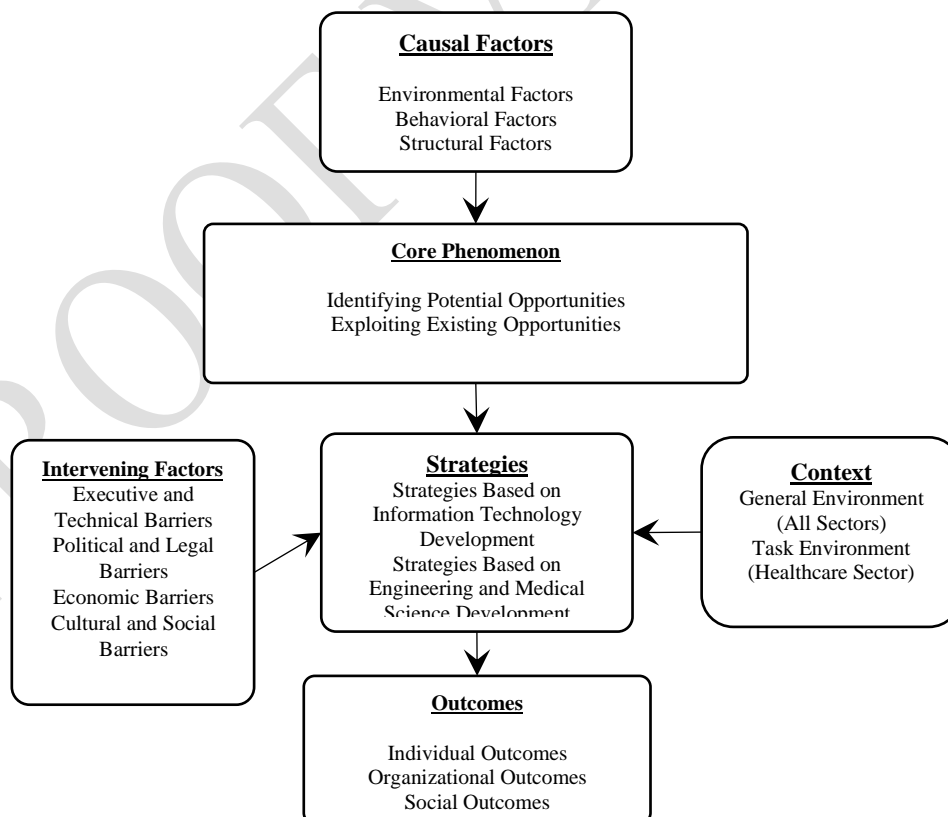 Causal Factors
Environmental Factors
Behavioral Factors
Structural Factors
Core Phenomenon
Identifying Potential Opportunities
Exploiting Existing Opportunities
Intervening Factors
Executive and
Technical Barriers
Political and Legal
Barriers
Economic Barriers
Cultural and Social
Barriers
Strategies
Strategies Based on
Information Technology
Development
Strategies Based on
Engineering and Medical
Science Development
Context
General Environment
(All Sectors)
Task Environment
(Healthcare Sector)
Outcomes
Individual Outcomes
Organizational Outcomes
Social Outcomes